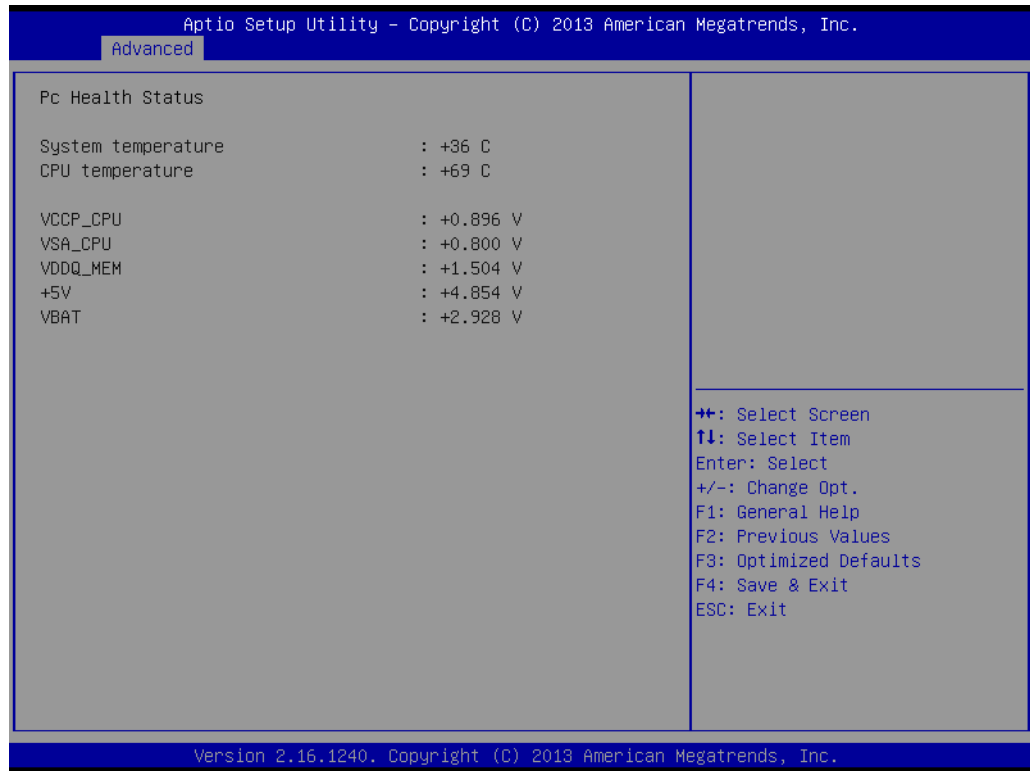 Aptio Setup Utility – Copyright (C) 2013 American Megatrends, Inc.
Advanced
Pc Health Status
System temperature : +36 C
CPU temperature : +69 C
VCCP_CPU : +0.896 V
VSA_CPU : +0.800 V
VDDQ_MEM : +1.504 V
+5V : +4.854 V
VBAT : +2.928 V
→←: Select Screen
↑↓: Select Item
Enter: Select
+/-: Change Opt.
F1: General Help
F2: Previous Values
F3: Optimized Defaults
F4: Save & Exit
ESC: Exit
Version 2.16.1240. Copyright (C) 2013 American Megatrends, Inc.